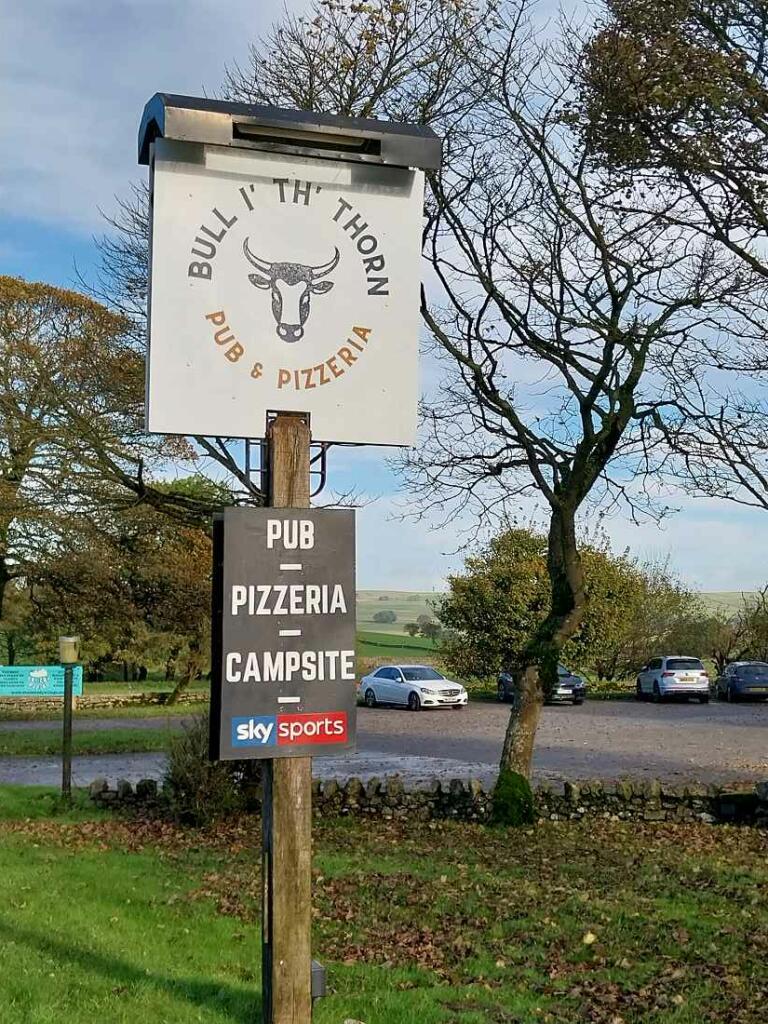 BULL I' TH' THORN
PUB & PIZZERIA
PUB
PIZZERIA
CAMPSITE
sky sports